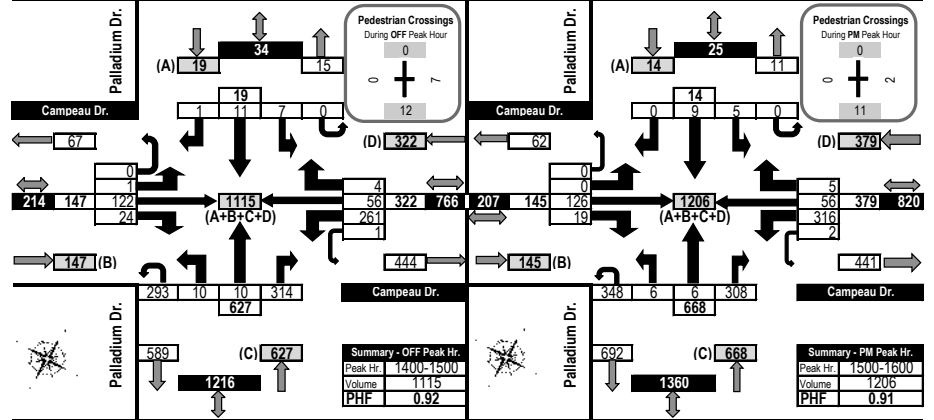 Pedestrian Crossings
During OFF Peak Hour
0
0
7
12
Palladium Dr.
34
(A) 19
15
Campeau Dr.
19
1 11 7 0
67
(D) 322
0
1
214 147 122
24
1115
(A+B+C+D)
4
56 322 766
261
1
147 (B)
444
293 10 10 314
627
Campeau Dr.
Palladium Dr.
589
(C) 627
1216
Summary - OFF Peak Hr.
Peak Hr. 1400-1500
Volume 1115
PHF 0.92
Pedestrian Crossings
During PM Peak Hour
0
0
2
11
Palladium Dr.
25
(A) 14
11
Campeau Dr.
14
0 9 5 0
62
(D) 379
0
0
207 145 126
19
1206
(A+B+C+D)
5
56 379 820
316
2
145 (B)
441
348 6 6 308
668
Campeau Dr.
Palladium Dr.
692
(C) 668
1360
Summary - PM Peak Hr.
Peak Hr. 1500-1600
Volume 1206
PHF 0.91